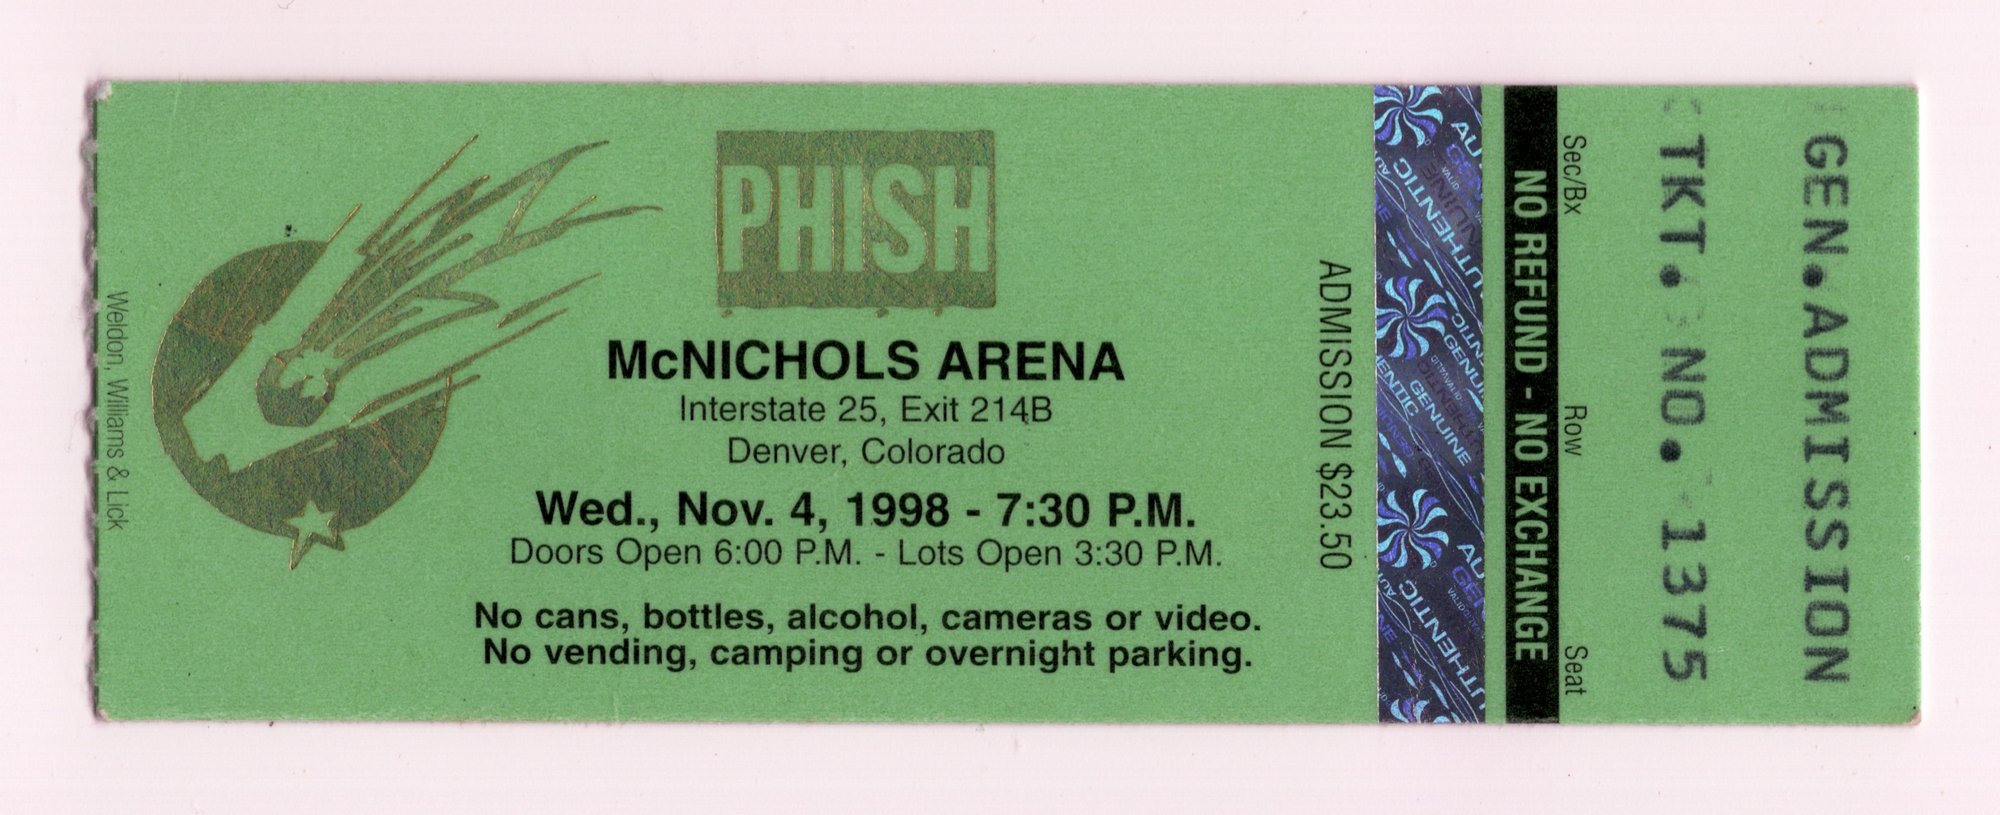 PHISH
McNICHOLS ARENA
Interstate 25, Exit 214B
Denver, Colorado
Wed., Nov. 4, 1998 - 7:30 P.M.
Doors Open 6:00 P.M. - Lots Open 3:30 P.M.
No cans, bottles, alcohol, cameras or video.
No vending, camping or overnight parking.
Weldon, Williams & Lick
ADMISSION $23.50
AUTHENTIC
GENUINE
NO REFUND - NO EXCHANGE
Sec/Bx Row Seat
TKT. NO. 1375
GEN.ADMISSION